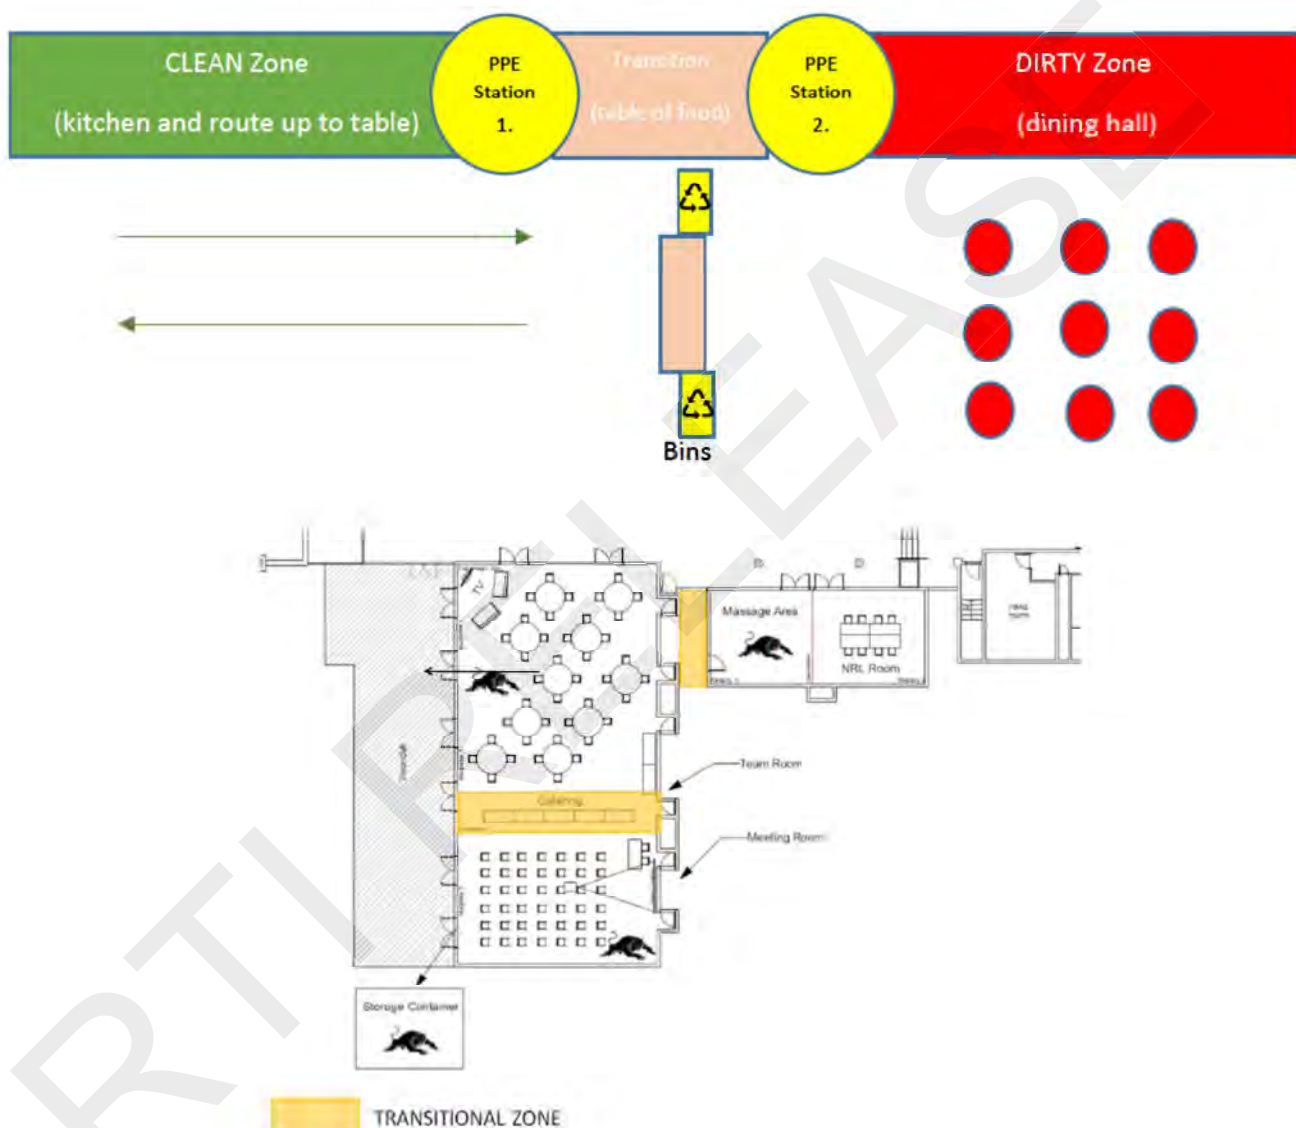 CLEAN Zone
(kitchen and route up to table)
PPE
Station
1.
Transition
(table of food)
PPE
Station
2.
DIRTY Zone
(dining hall)
Bins
TV
Massage Area
NRL Room
Team Room
Catering
Meeting Room
Storage Container
TRANSITIONAL ZONE
RTI RELEASE